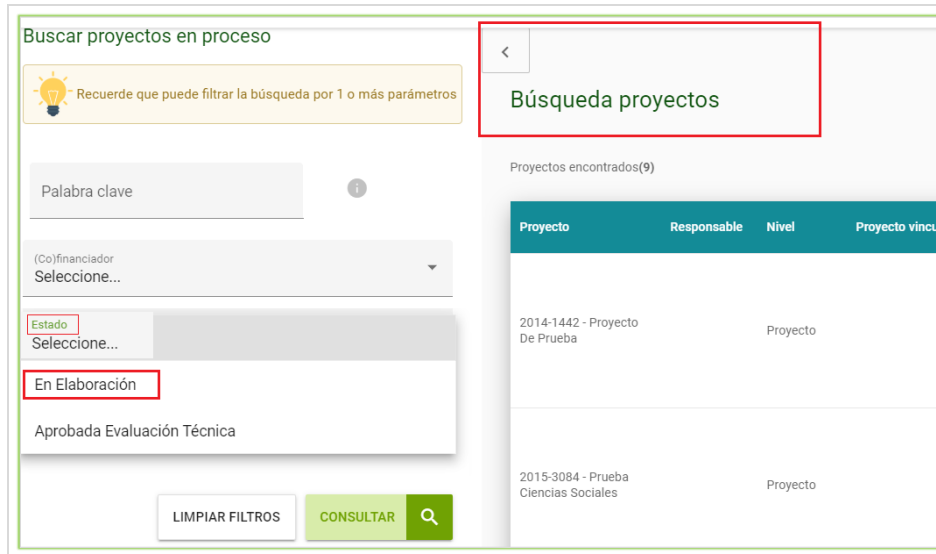 Buscar proyectos en proceso
Recuerde que puede filtrar la búsqueda por 1 o más parámetros
Palabra clave
(Co)financiador
Seleccione...
Estado
Seleccione...
En Elaboración
Aprobada Evaluación Técnica
LIMPIAR FILTROS CONSULTAR
Búsqueda proyectos
Proyectos encontrados(9)
Proyecto Responsable Nivel Proyecto vincu
2014-1442 - Proyecto
De Prueba
Proyecto
2015-3084 - Prueba
Ciencias Sociales
Proyecto